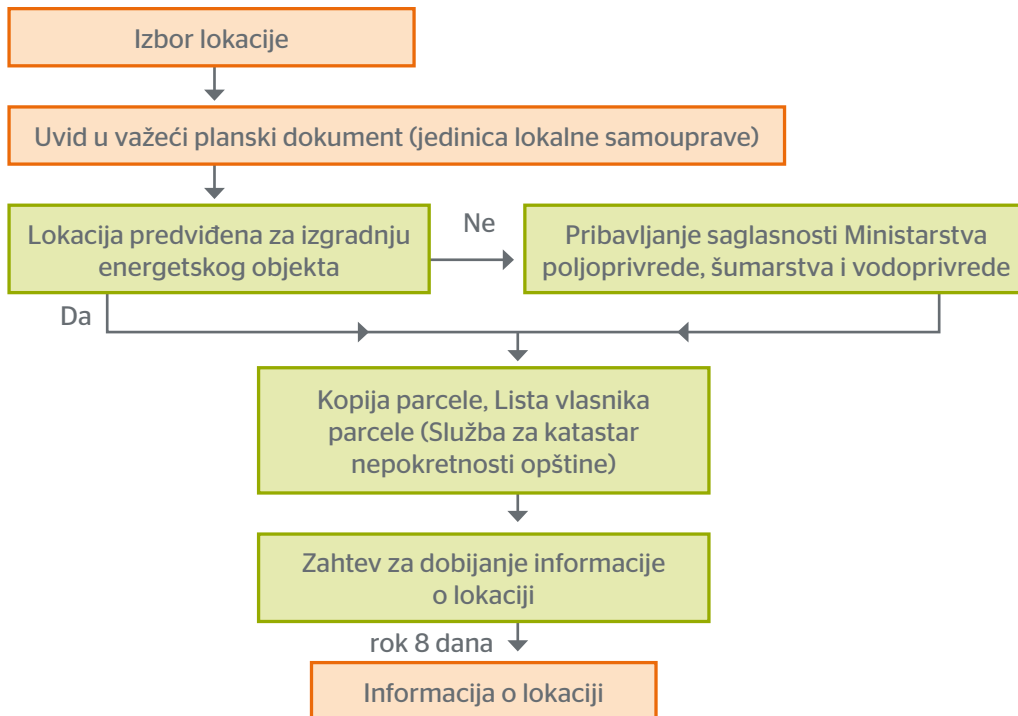 Izbor lokacije
Uvid u važeći planski dokument (jedinica lokalne samouprave)
Lokacija predviđena za izgradnju
energetskog objekta
Ne
Pribavljanje saglasnosti Ministarstva
poljoprivrede, šumarstva i vodoprivrede
Da
Kopija parcele, Lista vlasnika
parcele (Služba za katastar
nepokretnosti opštine)
Zahtev za dobijanje informacije
o lokaciji
rok 8 dana
Informacija o lokaciji